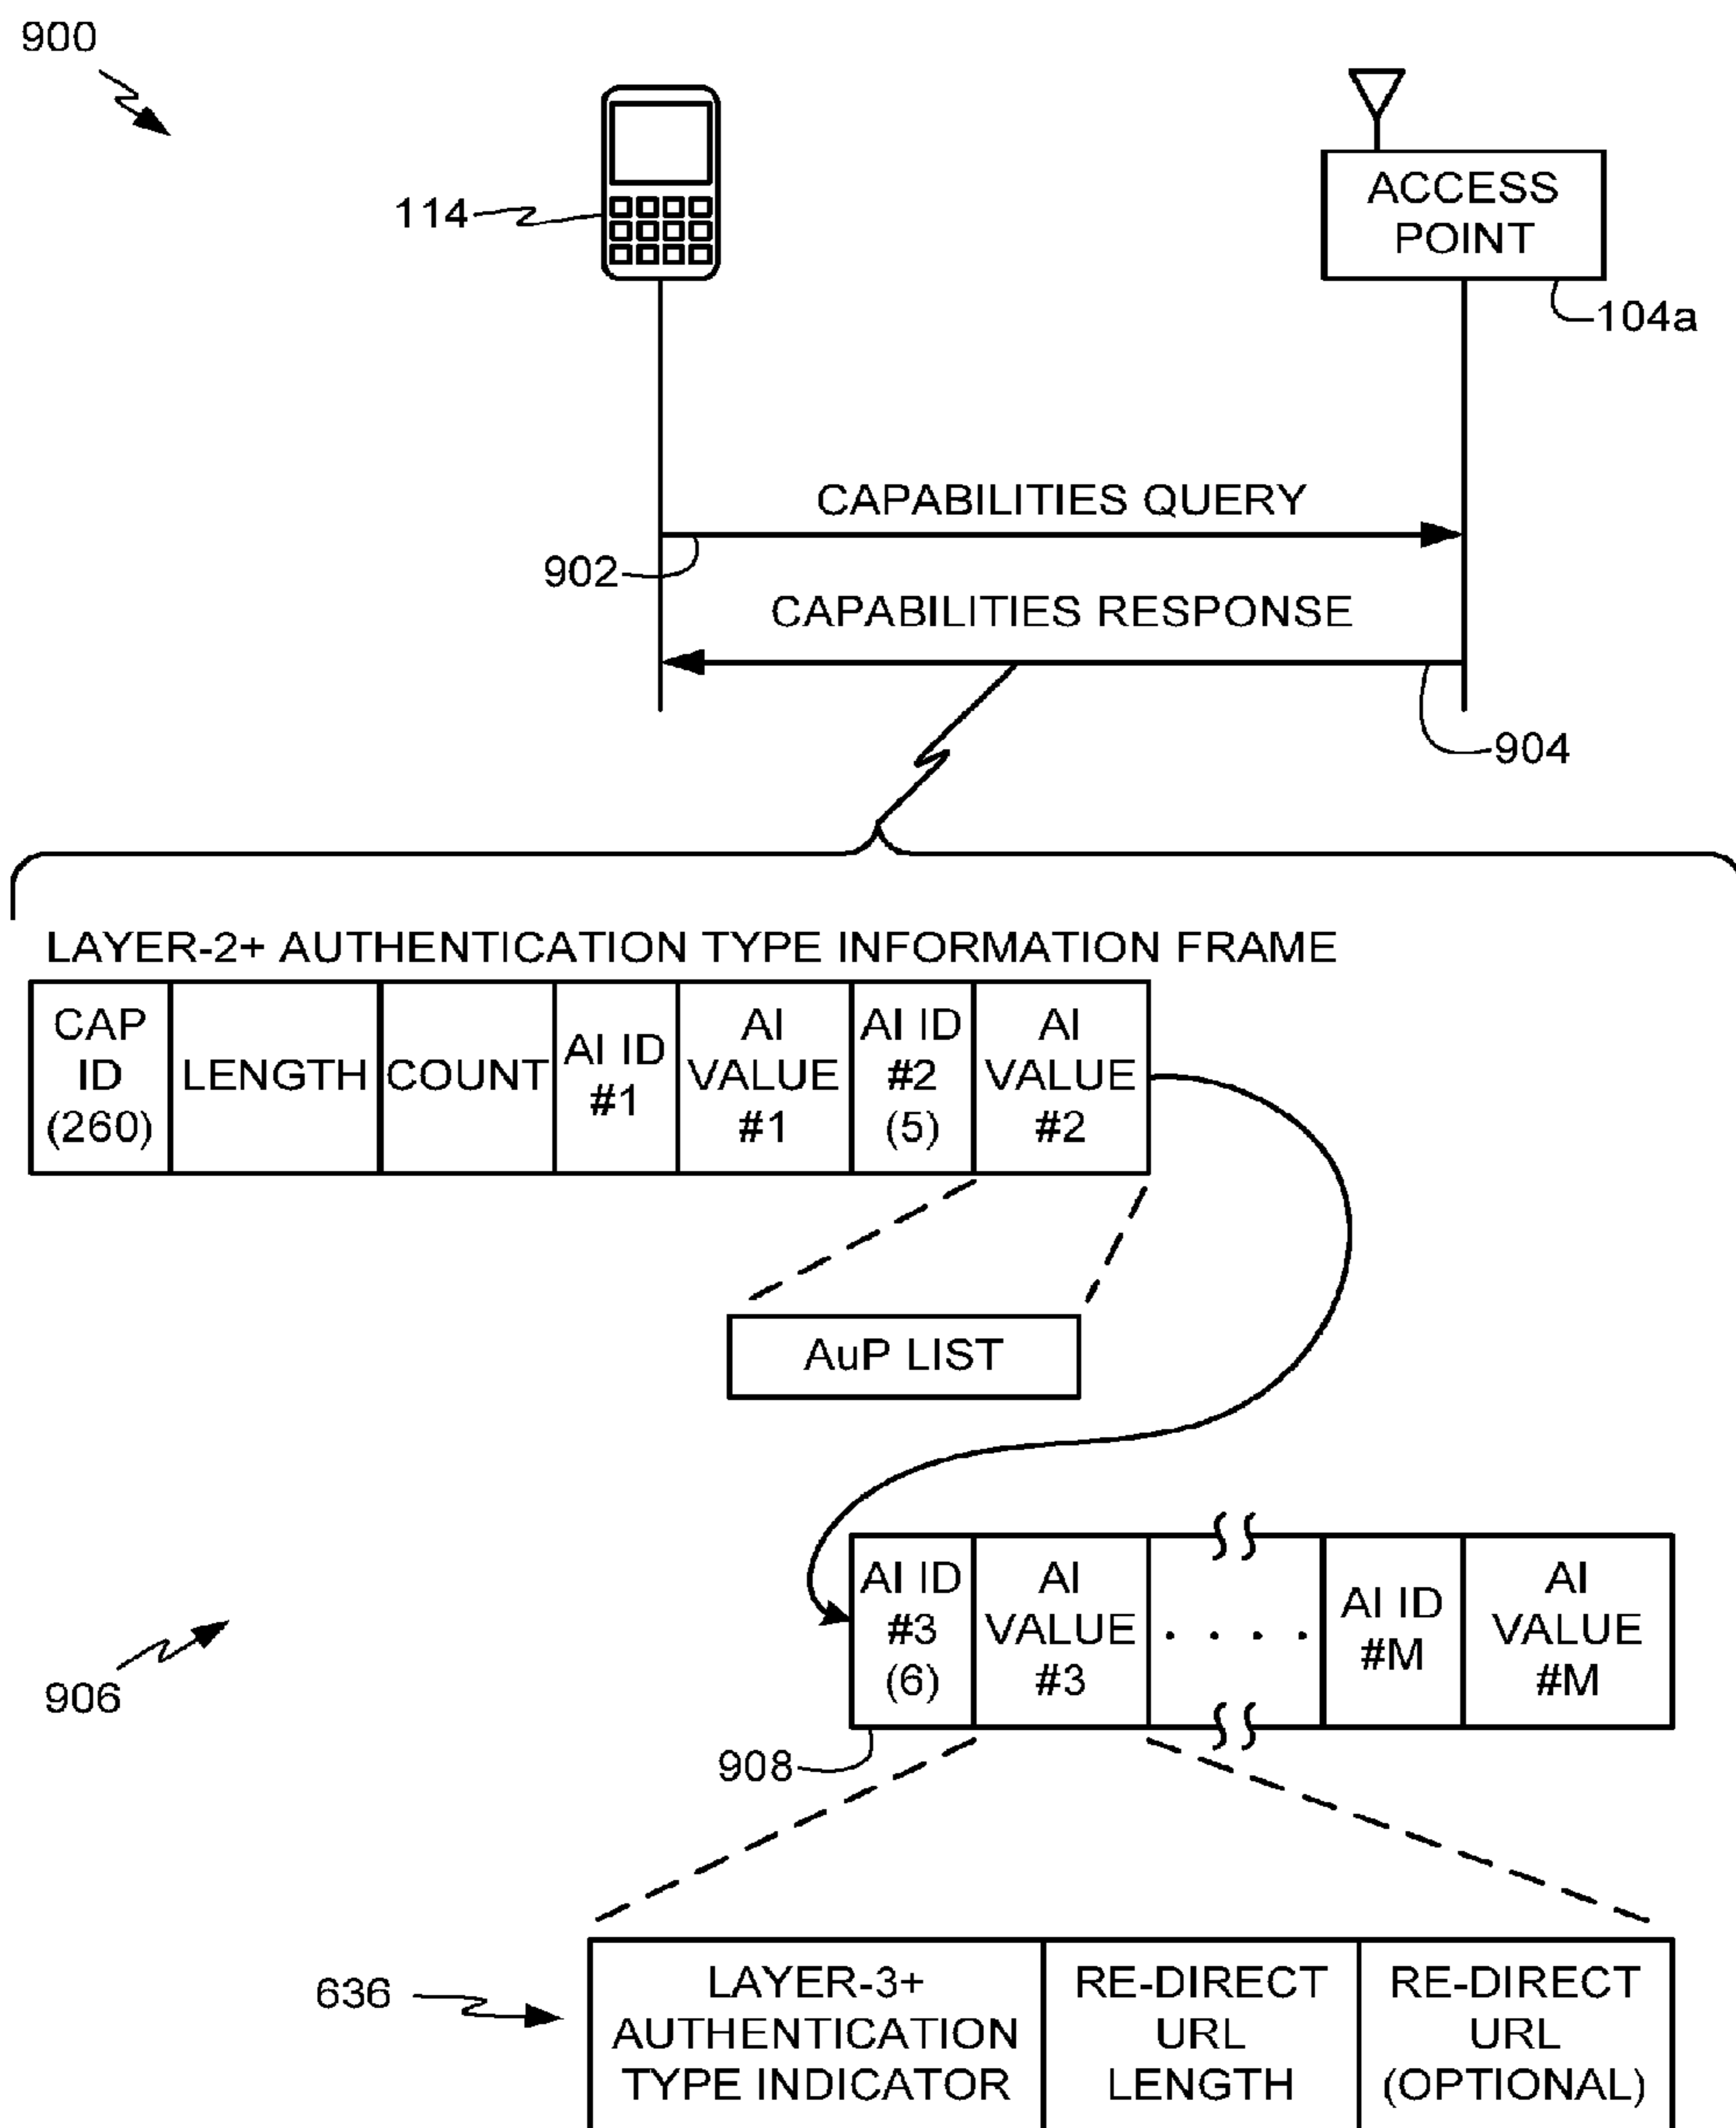 900
114
ACCESS
POINT
104a
CAPABILITIES QUERY
902
CAPABILITIES RESPONSE
904
LAYER-2+ AUTHENTICATION TYPE INFORMATION FRAME
CAP
ID
(260)
LENGTH
COUNT
AI ID
#1
AI
VALUE
#1
AI ID
#2
(5)
AI
VALUE
#2
AuP LIST
AI ID
#3
(6)
AI
VALUE
#3
. . . .
AI ID
#M
AI
VALUE
#M
906
908
636
LAYER-3+
AUTHENTICATION
TYPE INDICATOR
RE-DIRECT
URL
LENGTH
RE-DIRECT
URL
(OPTIONAL)